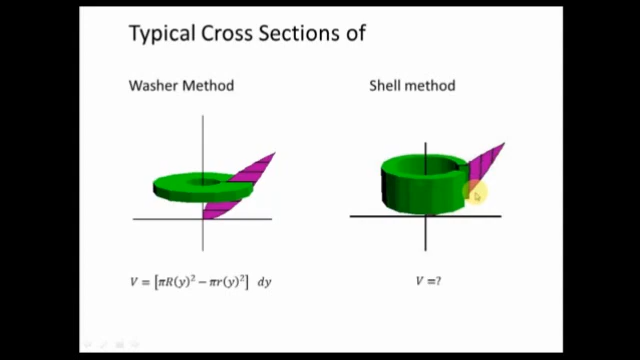 Typical Cross Sections of
Washer Method
Shell method
V = [πR(y)² − πr(y)²] dy
V =?